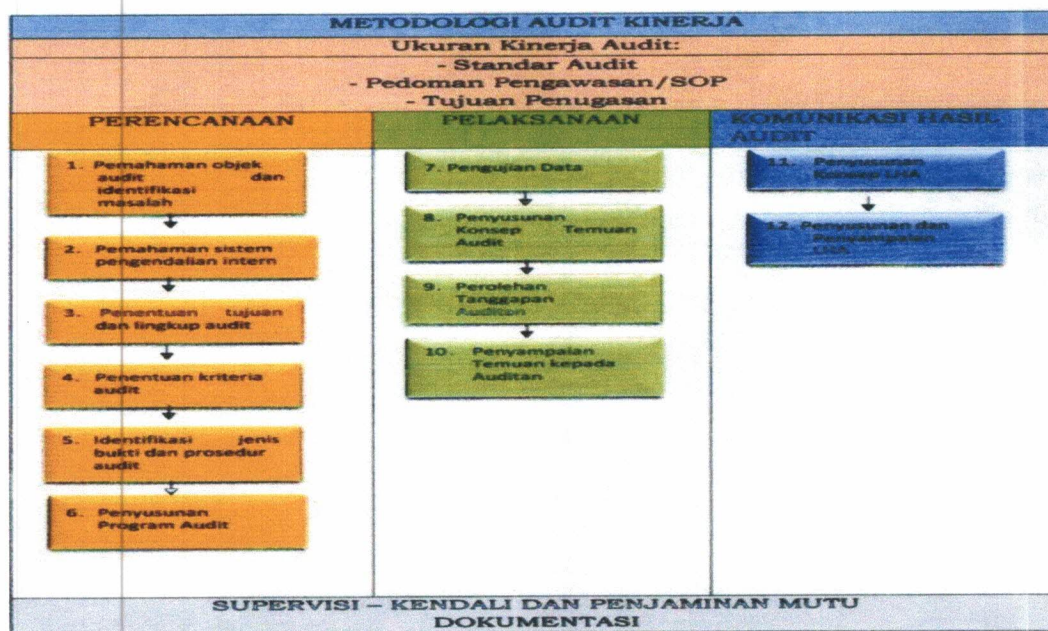 METODOLOGI AUDIT KINERJA
Ukuran Kinerja Audit:
- Standar Audit
- Pedoman Pengawasan/SOP
- Tujuan Penugasan
PERENCANAAN
1. Pemahaman objek
audit dan
identifikasi
masalah
2. Pemahaman sistem
pengendalian intern
3. Penentuan tujuan
dan lingkup audit
4. Penentuan kriteria
audit
5. Identifikasi jenis
bukti dan prosedur
audit
6. Penyusunan
Program Audit
PELAKSANAAN
7. Pengujian Data
8. Penyusunan
Konsep Temuan
Audit
9. Perolehan
Tanggapan
Auditan
10. Penyampaian
Temuan kepada
Auditan
KOMUNIKASI HASIL
AUDIT
11. Penyusunan
Konsep LHA
12. Penyusunan dan
Penyampaian
LHA
SUPERVISI – KENDALI DAN PENJAMINAN MUTU
DOKUMENTASI